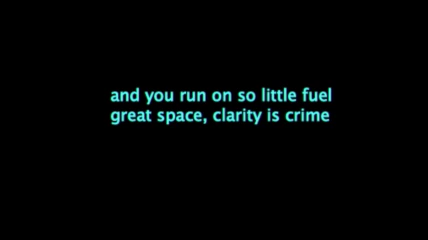 and you run on so little fuel
great space, clarity is crime